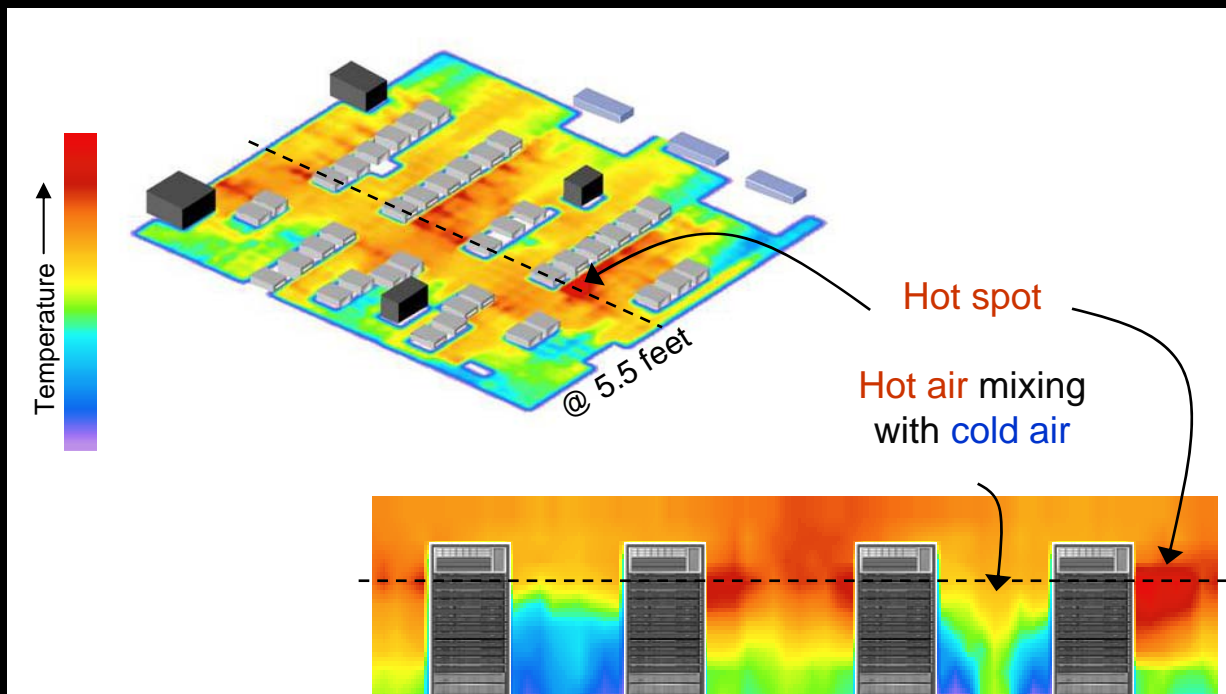 Temperature
@ 5.5 feet
Hot spot
Hot air mixing
with cold air